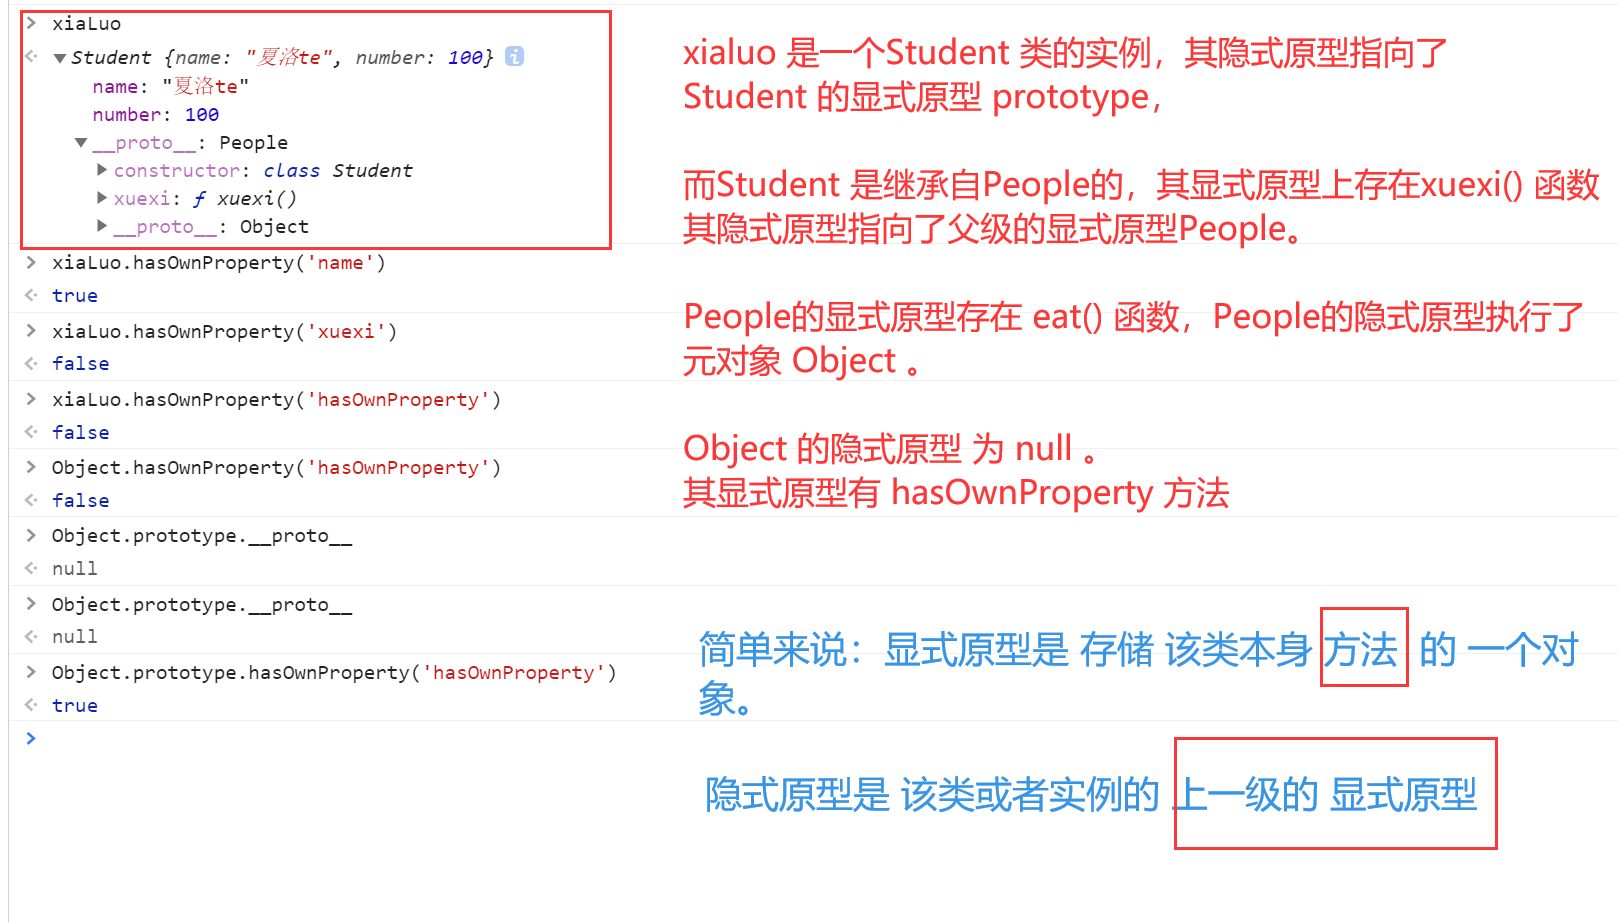 xiaLuo
Student {name: "夏洛te", number: 100} i
name: "夏洛te"
number: 100
__proto__: People
constructor: class Student
xuexi: ƒ xuexi()
__proto__: Object
xiaLuo.hasOwnProperty('name')
true
xiaLuo.hasOwnProperty('xuexi')
false
xiaLuo.hasOwnProperty('hasOwnProperty')
false
Object.hasOwnProperty('hasOwnProperty')
false
Object.prototype.__proto__
null
Object.prototype.__proto__
null
Object.prototype.hasOwnProperty('hasOwnProperty')
true
xialuo 是一个Student 类的实例，其隐式原型指向了
Student 的显式原型 prototype，
而Student 是继承自People的，其显式原型上存在xuexi() 函数
其隐式原型指向了父级的显式原型People。
People的显式原型存在 eat() 函数，People的隐式原型执行了
元对象 Object 。
Object 的隐式原型 为 null 。
其显式原型有 hasOwnProperty 方法
简单来说：显式原型是 存储 该类本身 方法 的 一个对
象。
隐式原型是 该类或者实例的 上一级的 显式原型